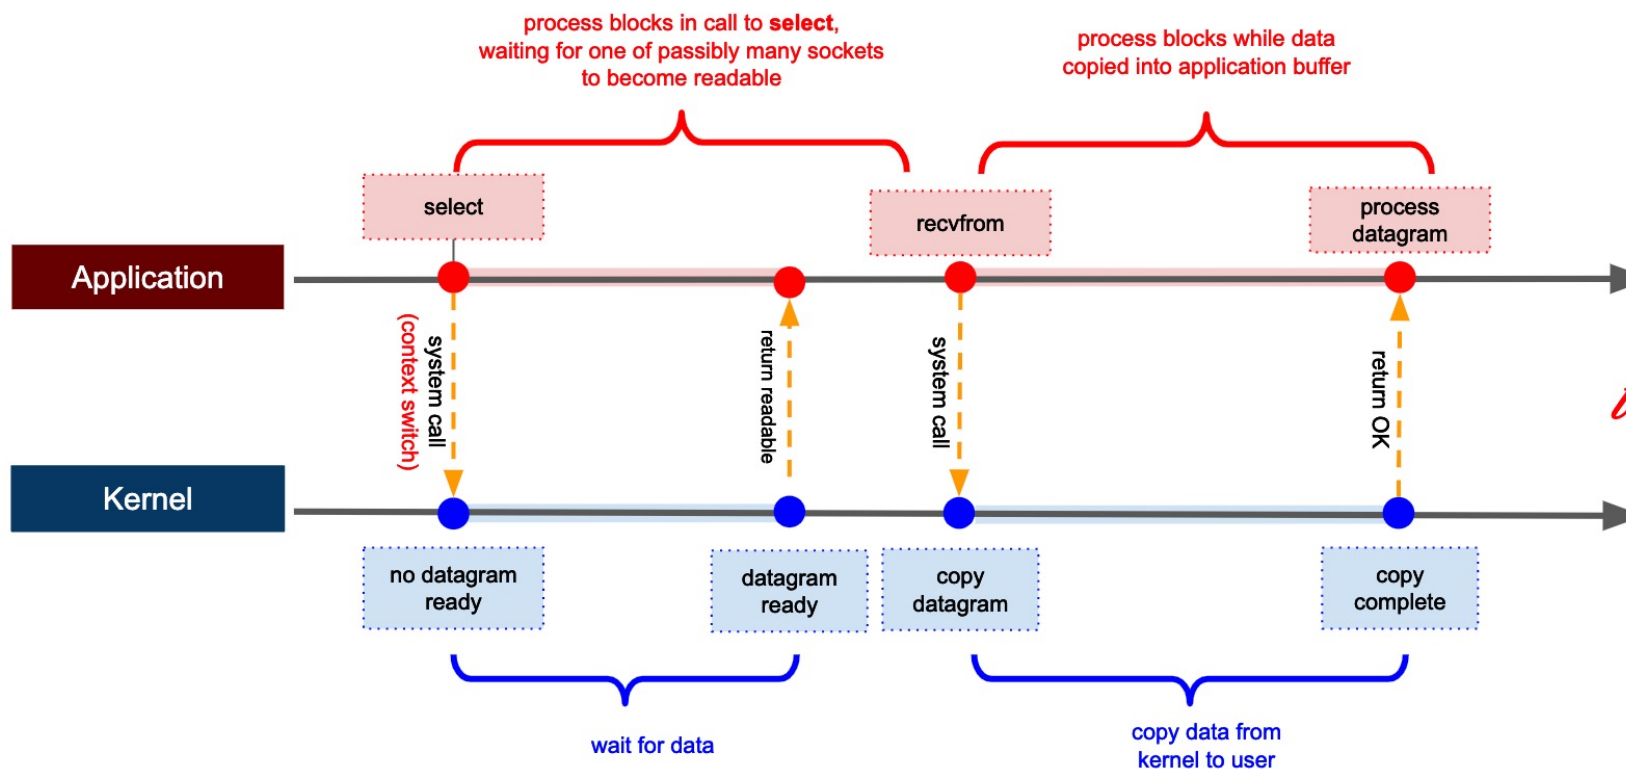 process blocks in call to select,
waiting for one of passibly many sockets
to become readable
process blocks while data
copied into application buffer
select
recvfrom
process
datagram
Application
system call
(context switch)
return readable
system call
return OK
Kernel
no datagram
ready
datagram
ready
copy
datagram
copy
complete
wait for data
copy data from
kernel to user